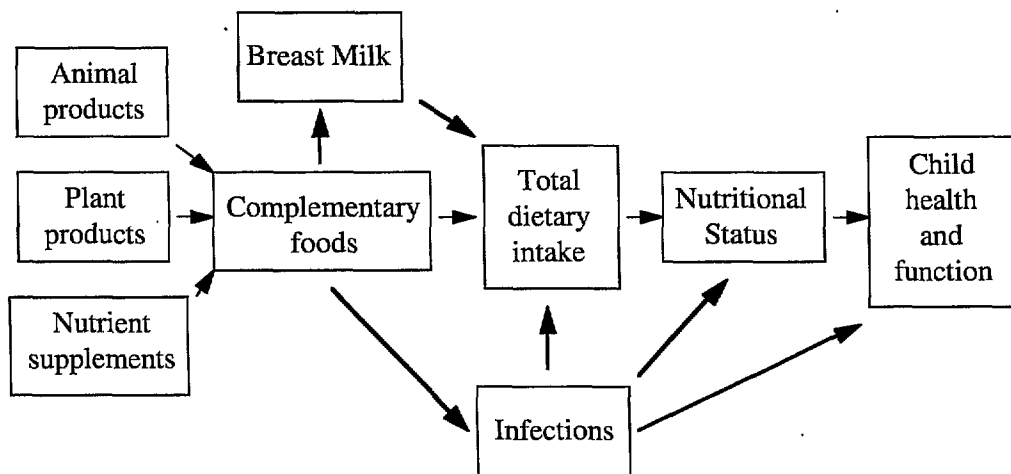 Animal
products
Plant
products
Nutrient
supplements
Breast Milk
Complementary
foods
Total
dietary
intake
Infections
Nutritional
Status
Child
health
and
function